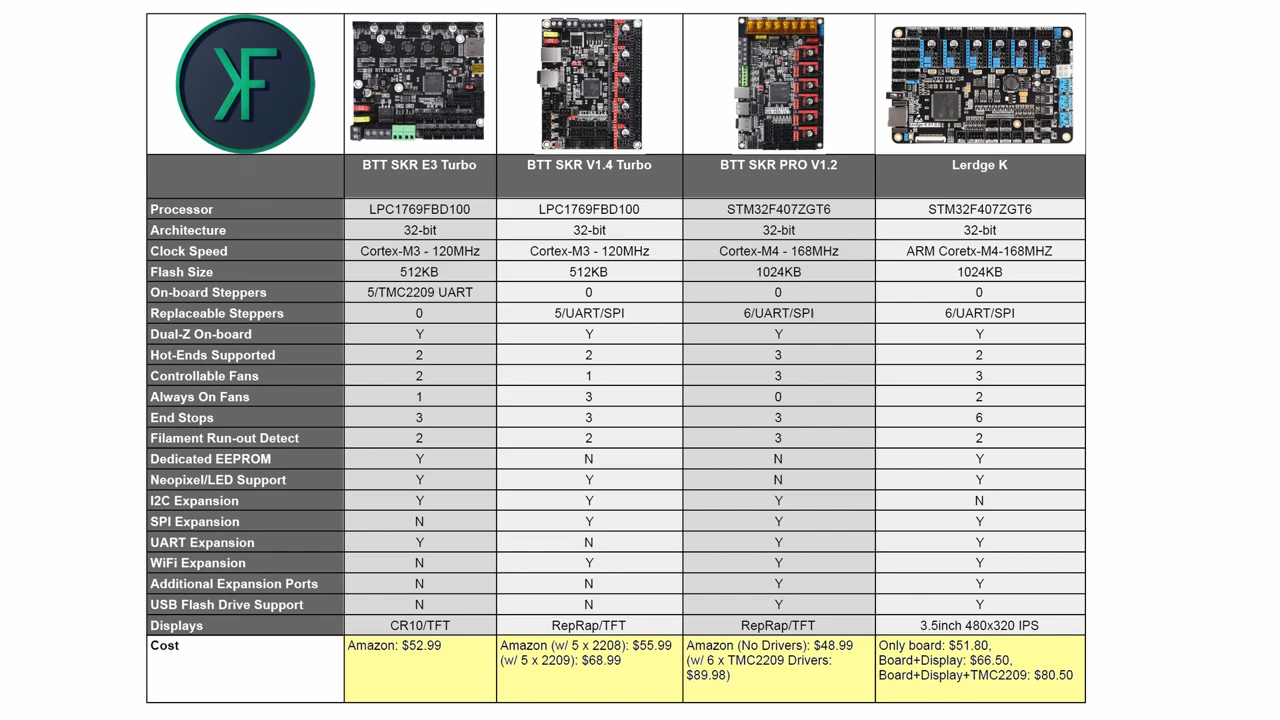 KF
BTT SKR E3 Turbo
BTT SKR E3 Turbo BTT SKR V1.4 Turbo BTT SKR PRO V1.2 Lerdge K
Processor LPC1769FBD100 LPC1769FBD100 STM32F407ZGT6 STM32F407ZGT6
Architecture 32-bit 32-bit 32-bit 32-bit
Clock Speed Cortex-M3 - 120MHz Cortex-M3 - 120MHz Cortex-M4 - 168MHz ARM Coretx-M4-168MHZ
Flash Size 512KB 512KB 1024KB 1024KB
On-board Steppers 5/TMC2209 UART 0 0 0
Replaceable Steppers 0 5/UART/SPI 6/UART/SPI 6/UART/SPI
Dual-Z On-board Y Y Y Y
Hot-Ends Supported 2 2 3 2
Controllable Fans 2 1 3 3
Always On Fans 1 3 0 2
End Stops 3 3 3 6
Filament Run-out Detect 2 2 3 2
Dedicated EEPROM Y N N Y
Neopixel/LED Support Y Y N Y
I2C Expansion Y Y Y N
SPI Expansion N Y Y Y
UART Expansion Y N Y Y
WiFi Expansion N Y Y Y
Additional Expansion Ports N N Y Y
USB Flash Drive Support N N Y Y
Displays CR10/TFT RepRap/TFT RepRap/TFT 3.5inch 480x320 IPS
Cost Amazon: $52.99 Amazon (w/ 5 x 2208): $55.99 Amazon (No Drivers): $48.99 Only board: $51.80,
(w/ 5 x 2209): $68.99 (w/ 6 x TMC2209 Drivers: Board+Display: $66.50,
$89.98) Board+Display+TMC2209: $80.50